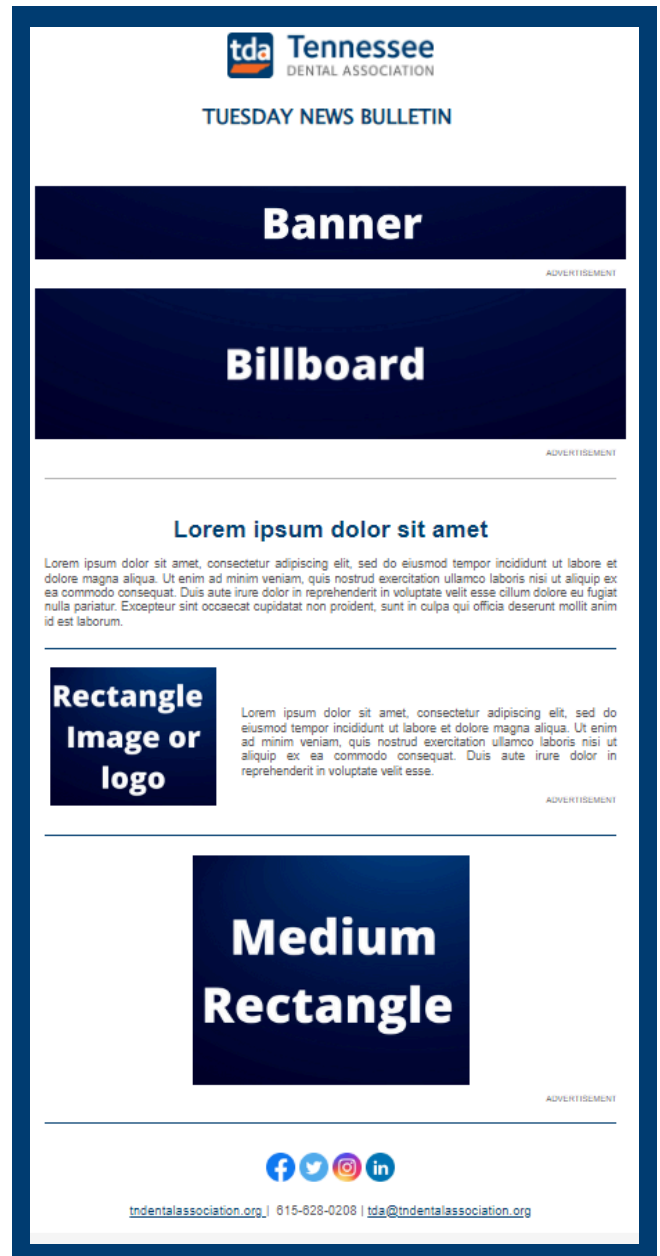 tda Tennessee
DENTAL ASSOCIATION
TUESDAY NEWS BULLETIN
Banner
ADVERTISEMENT
Billboard
ADVERTISEMENT
Lorem ipsum dolor sit amet
Lorem ipsum dolor sit amet, consectetur adipiscing elit, sed do eiusmod tempor incididunt ut labore et
dolore magna aliqua. Ut enim ad minim veniam, quis nostrud exercitation ullamco laboris nisi ut aliquip ex
ea commodo consequat. Duis aute irure dolor in reprehenderit in voluptate velit esse cillum dolore eu fugiat
nulla pariatur. Excepteur sint occaecat cupidatat non proident, sunt in culpa qui officia deserunt mollit anim
id est laborum.
Rectangle
Image or
logo
Lorem ipsum dolor sit amet, consectetur adipiscing elit, sed do
eiusmod tempor incididunt ut labore et dolore magna aliqua. Ut enim
ad minim veniam, quis nostrud exercitation ullamco laboris nisi ut
aliquip ex ea commodo consequat. Duis aute irure dolor in
reprehenderit in voluptate velit esse.
ADVERTISEMENT
Medium
Rectangle
ADVERTISEMENT
in
tndentalassociation.org | 615-628-0208 | tda@tndentalassociation.org